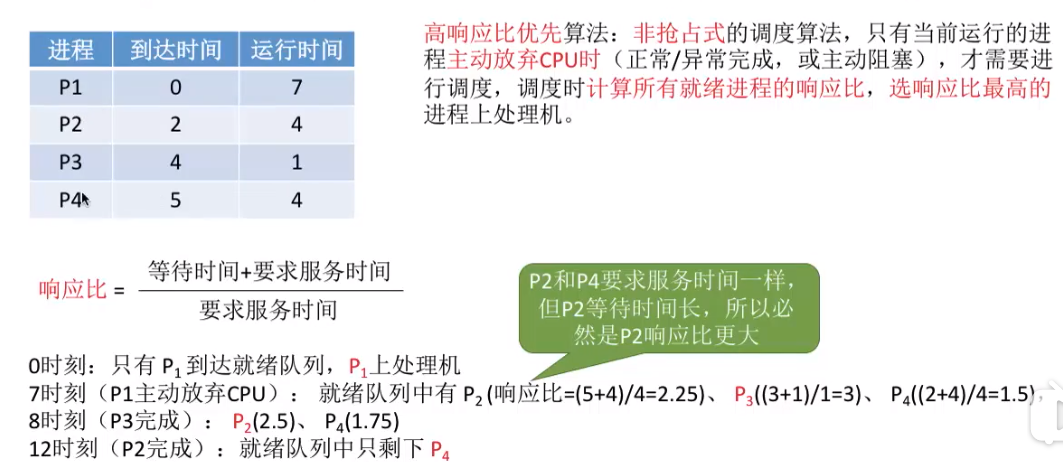 进程 到达时间 运行时间
P1 0 7
P2 2 4
P3 4 1
P4 5 4
高响应比优先算法：非抢占式的调度算法，只有当前运行的进
程主动放弃CPU时（正常/异常完成，或主动阻塞），才需要进
行调度，调度时计算所有就绪进程的响应比，选响应比最高的
进程上处理机。
响应比 = 等待时间+要求服务时间
要求服务时间
P2和P4要求服务时间一样，
但P2等待时间长，所以必
然是P2响应比更大
0时刻：只有 P₁ 到达就绪队列，P₁上处理机
7时刻（P1主动放弃CPU）：就绪队列中有 P₂ (响应比=(5+4)/4=2.25)、 P₃((3+1)/1=3)、 P₄((2+4)/4=1.5)，
8时刻（P3完成）：P₂(2.5)、 P₄(1.75)
12时刻（P2完成）：就绪队列中只剩下 P₄